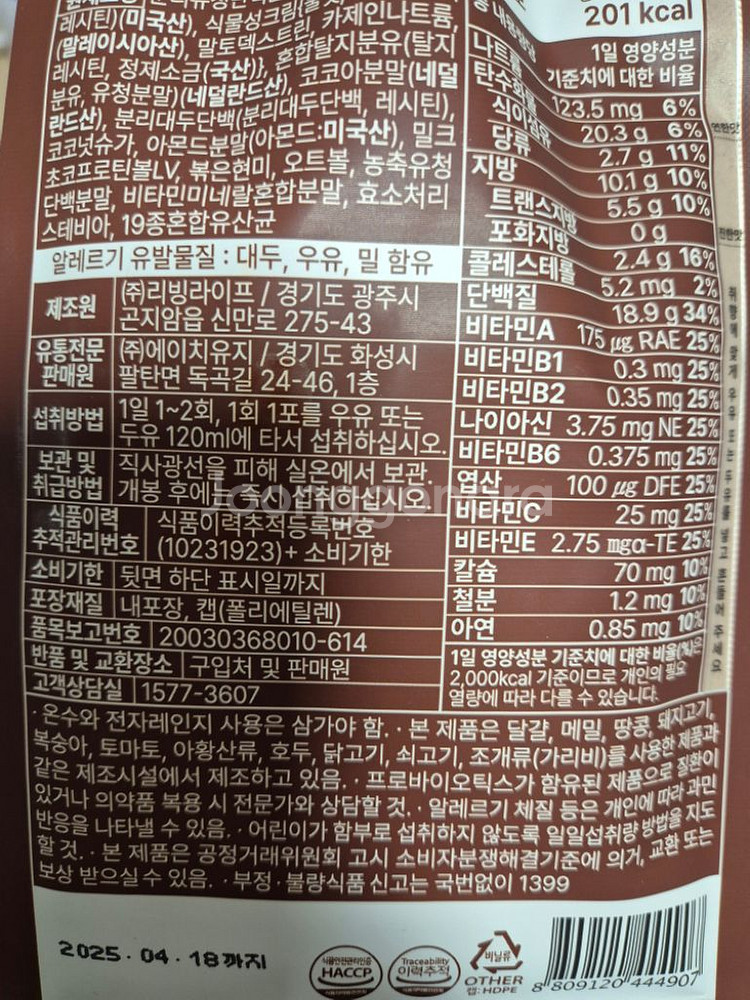 레시틴)(미국산), 식물성크림
카제인나트륨,
(말레이시아산), 말토덱스트린,
레시틴, 정제소금(국산)}, 혼합탈지분유(탈지
분유, 유청분말)(네덜란드산), 코코아분말(네덜
란드산), 분리대두단백(분리대두단백, 레시틴),
코코넛슈가, 아몬드분말(아몬드:미국산), 밀크
초코프로틴볼LV, 볶은현미, 오트볼, 농축유청
단백분말, 비타민미네랄혼합분말, 효소처리
스테비아, 19종혼합유산균
알레르기 유발물질 : 대두, 우유, 밀 함유
제조원 ㈜리빙라이프 / 경기도 광주시
곤지암읍 신만로 275-43
유통전문판매원 ㈜에이치유지 / 경기도 화성시
팔탄면 독곡길 24-46, 1층
섭취방법 1일 1~2회, 1회 1포를 우유 또는
두유 120ml에 타서 섭취하십시오.
보관 및 취급방법 직사광선을 피해 실온에서 보관.
개봉 후에는 즉시 섭취하십시오.
식품이력추적관리번호 식품이력추적등록번호
(10231923)+ 소비기한
소비기한 뒷면 하단 표시일까지
포장재질 내포장, 캡(폴리에틸렌)
품목보고번호 20030368010-614
반품 및 교환장소 구입처 및 판매원
고객상담실 1577-3607
201 kcal
1일 영양성분
기준치에 대한 비율
나트륨 123.5 mg 6%
탄수화물 20.3 g 6%
식이섬유 2.7 g 11%
당류 10.1 g 10%
지방 5.5 g 10%
트랜스지방 0 g
포화지방 2.4 g 16%
콜레스테롤 5.2 mg 2%
단백질 18.9 g 34%
비타민A 175 μg RAE 25%
비타민B1 0.3 mg 25%
비타민B2 0.35 mg 25%
나이아신 3.75 mg NE 25%
비타민B6 0.375 mg 25%
엽산 100 μg DFE 25%
비타민C 25 mg 25%
비타민E 2.75 mgα-TE 25%
칼슘 70 mg 10%
철분 1.2 mg 10%
아연 0.85 mg 10%
1일 영양성분 기준치에 대한 비율(%)은
2,000kcal 기준이므로 개인의 필요
열량에 따라 다를 수 있습니다.
· 온수와 전자레인지 사용은 삼가야 함. · 본 제품은 달걀, 메밀, 땅콩, 돼지고기,
복숭아, 토마토, 아황산류, 호두, 닭고기, 쇠고기, 조개류(가리비)를 사용한 제품과
같은 제조시설에서 제조하고 있음. · 프로바이오틱스가 함유된 제품으로 질환이
있거나 의약품 복용 시 전문가와 상담할 것. · 알레르기 체질 등은 개인에 따라 과민
반응을 나타낼 수 있음. · 어린이가 함부로 섭취하지 않도록 일일섭취량 방법을 지도
할 것. · 본 제품은 공정거래위원회 고시 소비자분쟁해결기준에 의거, 교환 또는
보상 받으실 수 있음. · 부정 · 불량식품 신고는 국번없이 1399
2025 . 04 . 18까지
식품안전관리인증
HACCP
Traceability
이력추적
비닐류
OTHER
캡: HDPE
8 809120 444907
Joonggonara